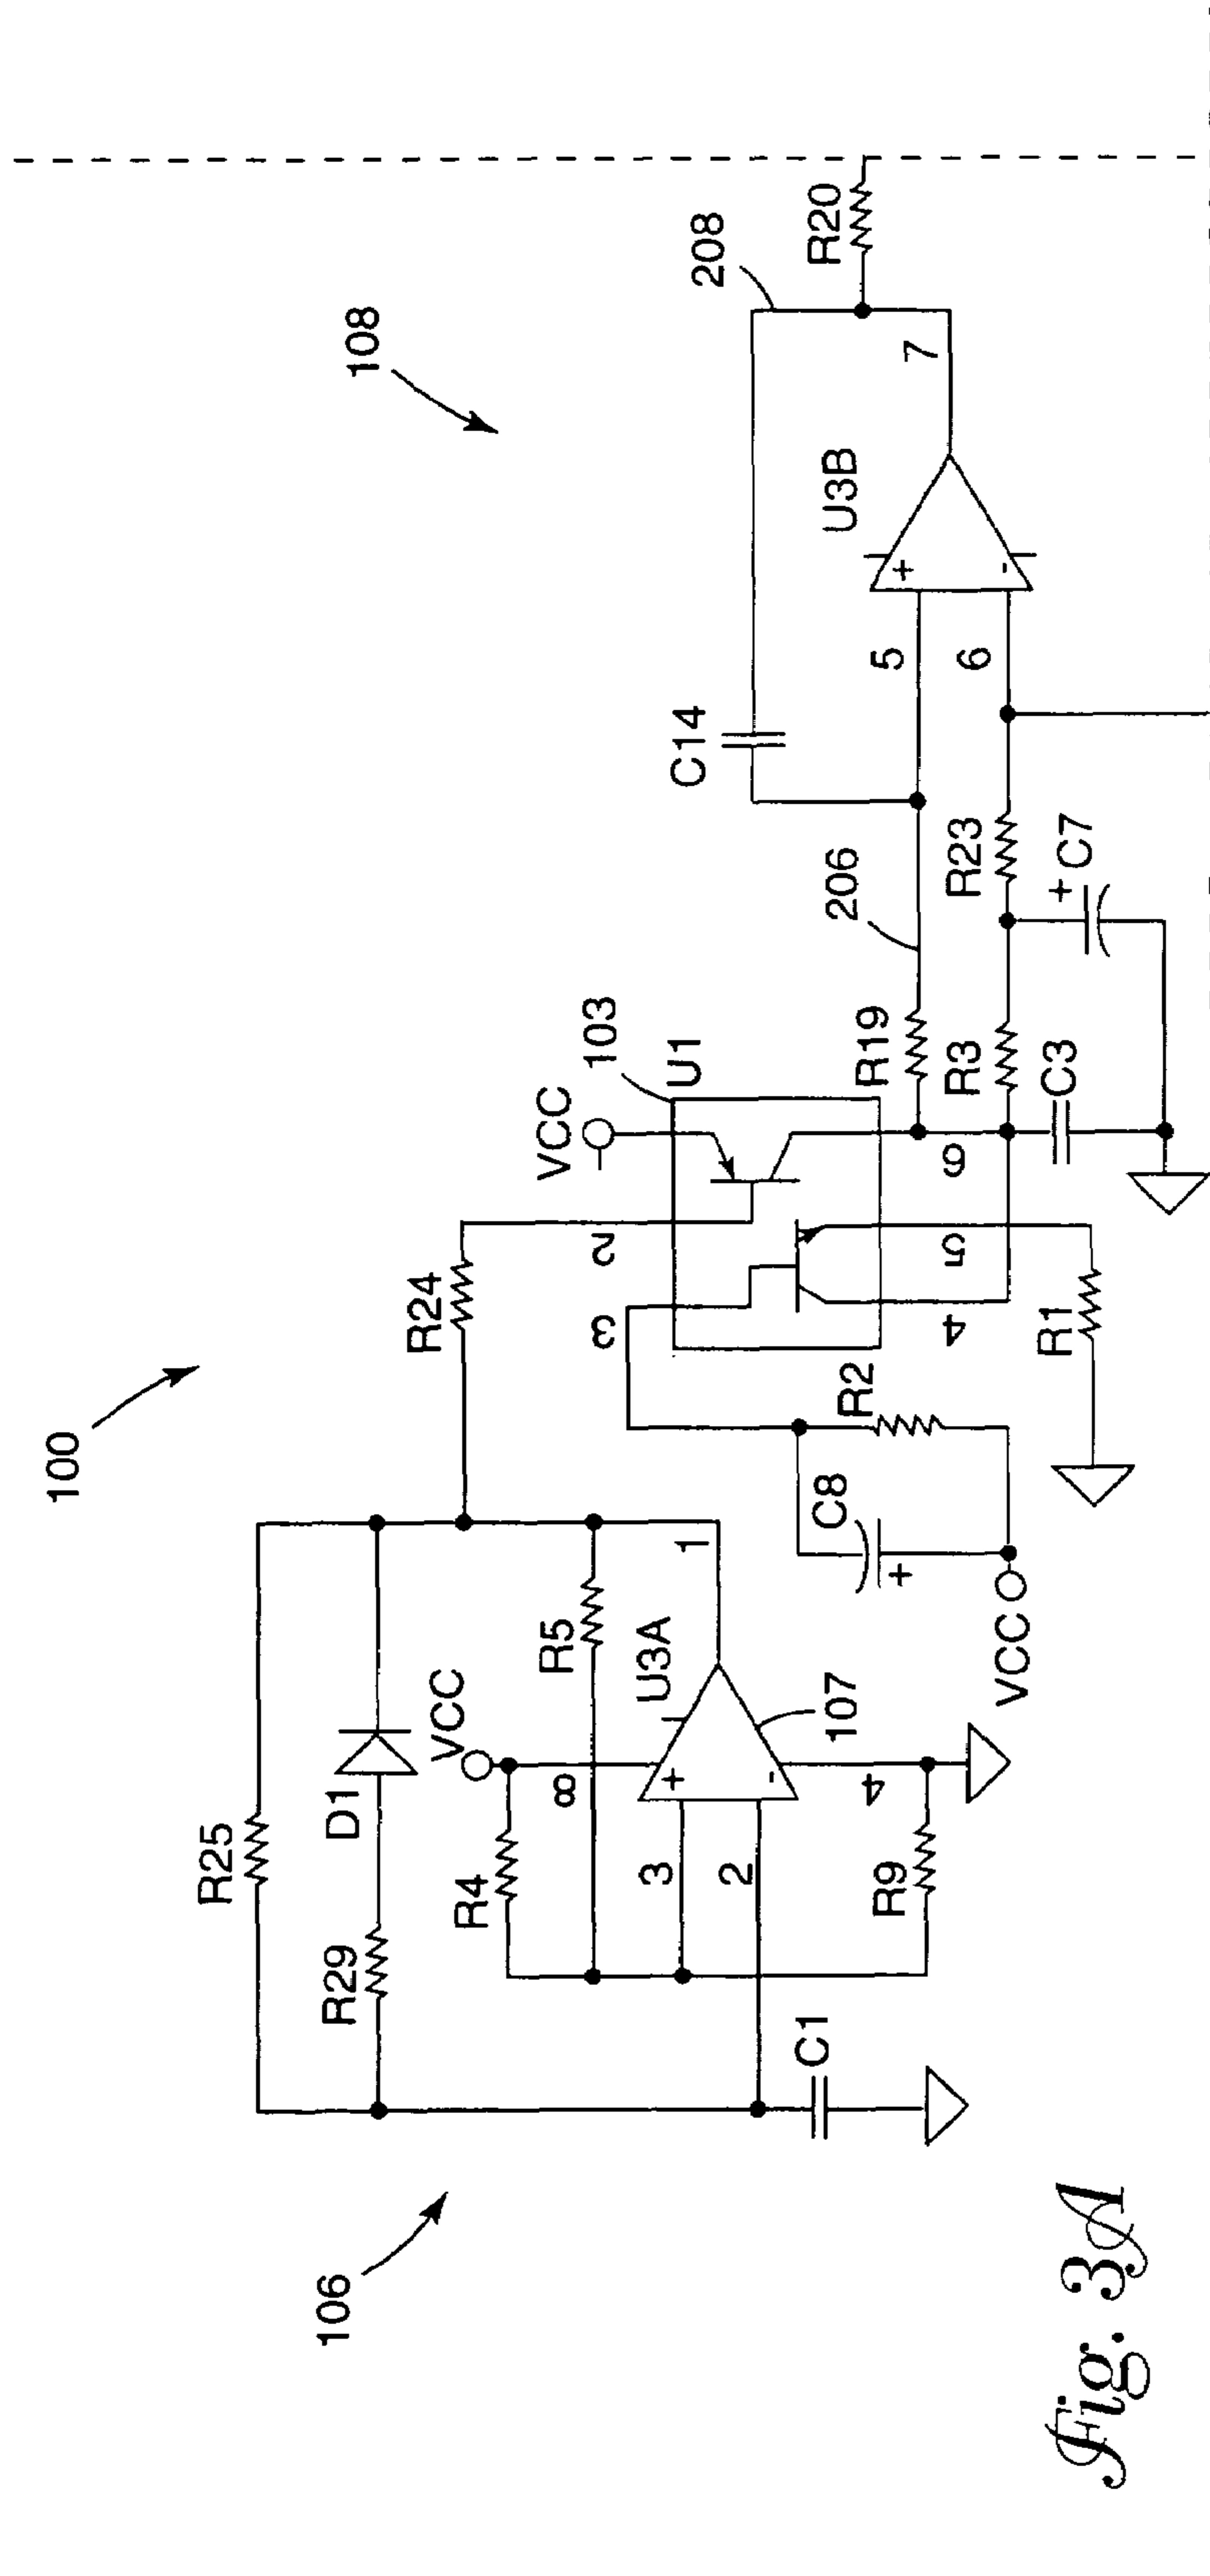 100
108
106
R25
R29
D1
R24
VCC
R4
8
R5
U3A
3
2
1
107
R9
4
C1
C8
R2
VCC
3
2
VCC
103
U1
4
5
6
R1
R19
R3
C3
206
R23
C7
+
+
C14
5
6
U3B
+
-
+
-
7
208
R20
Fig. 3A